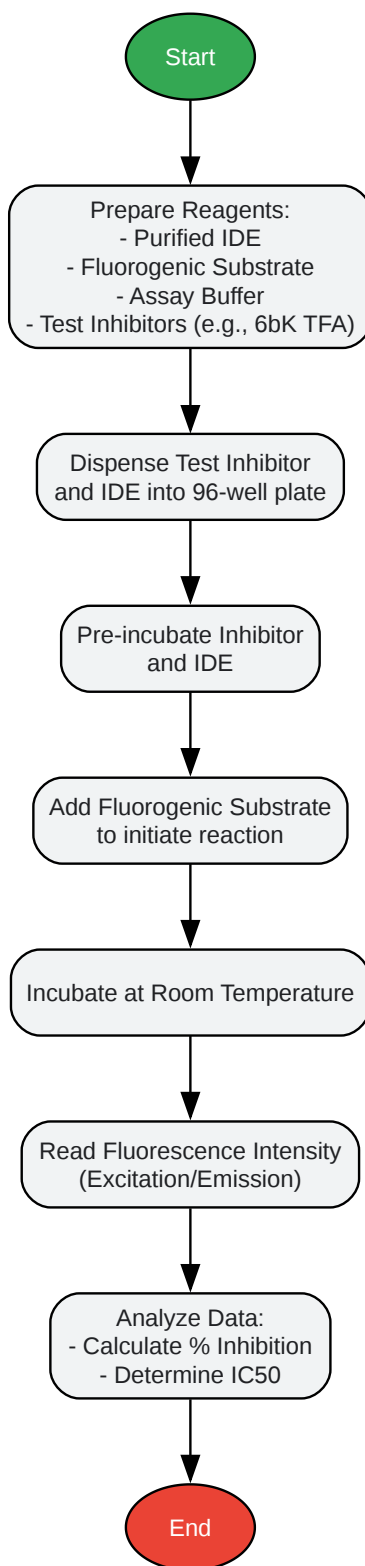 Start
Prepare Reagents:
- Purified IDE
- Fluorogenic Substrate
- Assay Buffer
- Test Inhibitors (e.g., 6bK TFA)
Dispense Test Inhibitor
and IDE into 96-well plate
Pre-incubate Inhibitor
and IDE
Add Fluorogenic Substrate
to initiate reaction
Incubate at Room Temperature
Read Fluorescence Intensity
(Excitation/Emission)
Analyze Data:
- Calculate % Inhibition
- Determine IC50
End